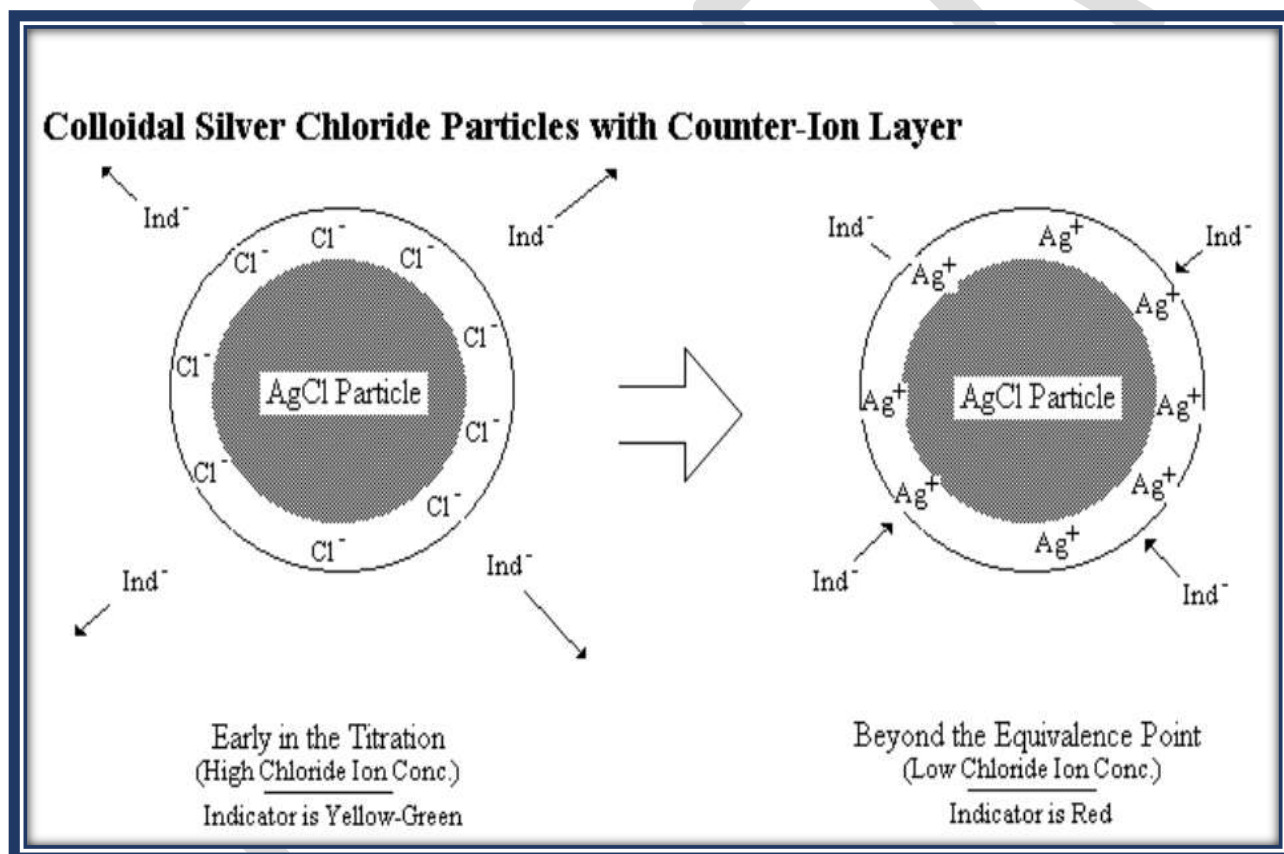 Colloidal Silver Chloride Particles with Counter-Ion Layer
Ind⁻
Ind⁻
Cl⁻
Cl⁻
Cl⁻
Cl⁻
Cl⁻
AgCl Particle
Cl⁻
Cl⁻
Cl⁻
Cl⁻
Ind⁻
Ind⁻
Early in the Titration
(High Chloride Ion Conc.)
Indicator is Yellow-Green
Ind⁻
Ind⁻
Ag⁺
Ag⁺
Ag⁺
Ag⁺
AgCl Particle
Ag⁺
Ag⁺
Ag⁺
Ag⁺
Ind⁻
Ind⁻
Beyond the Equivalence Point
(Low Chloride Ion Conc.)
Indicator is Red